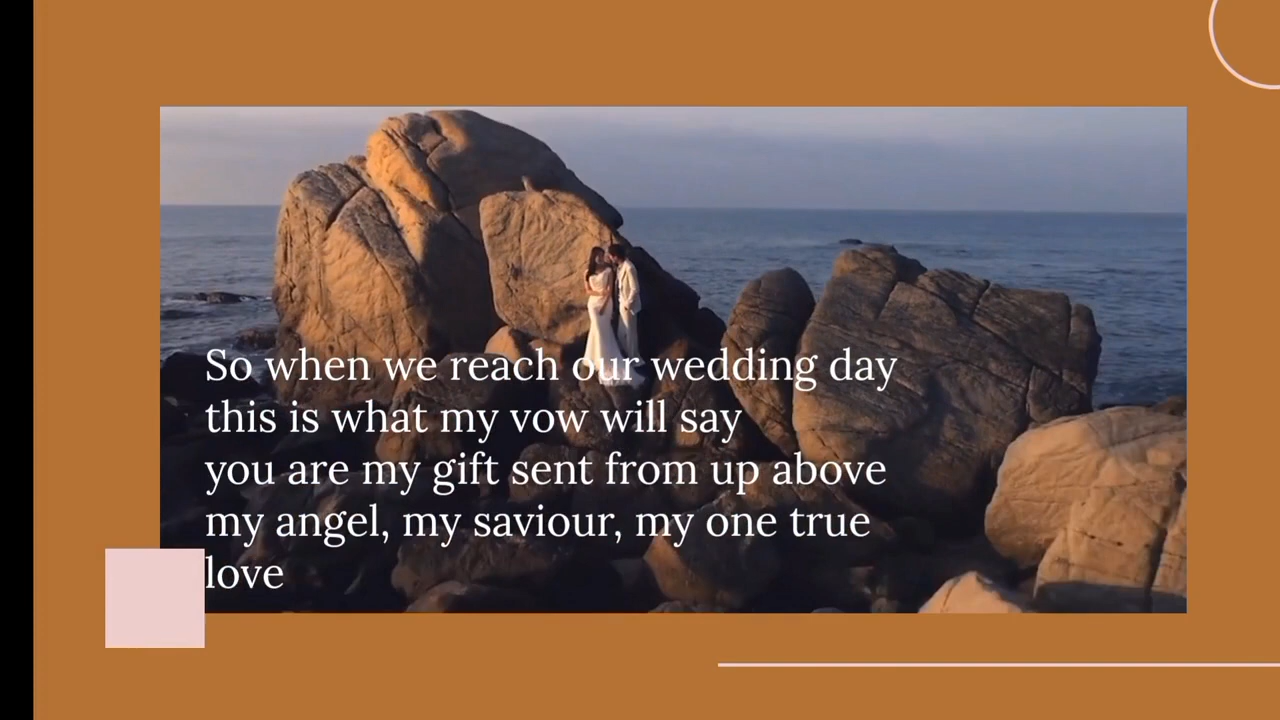 So when we reach our wedding day
this is what my vow will say
you are my gift sent from up above
my angel, my saviour, my one true
love